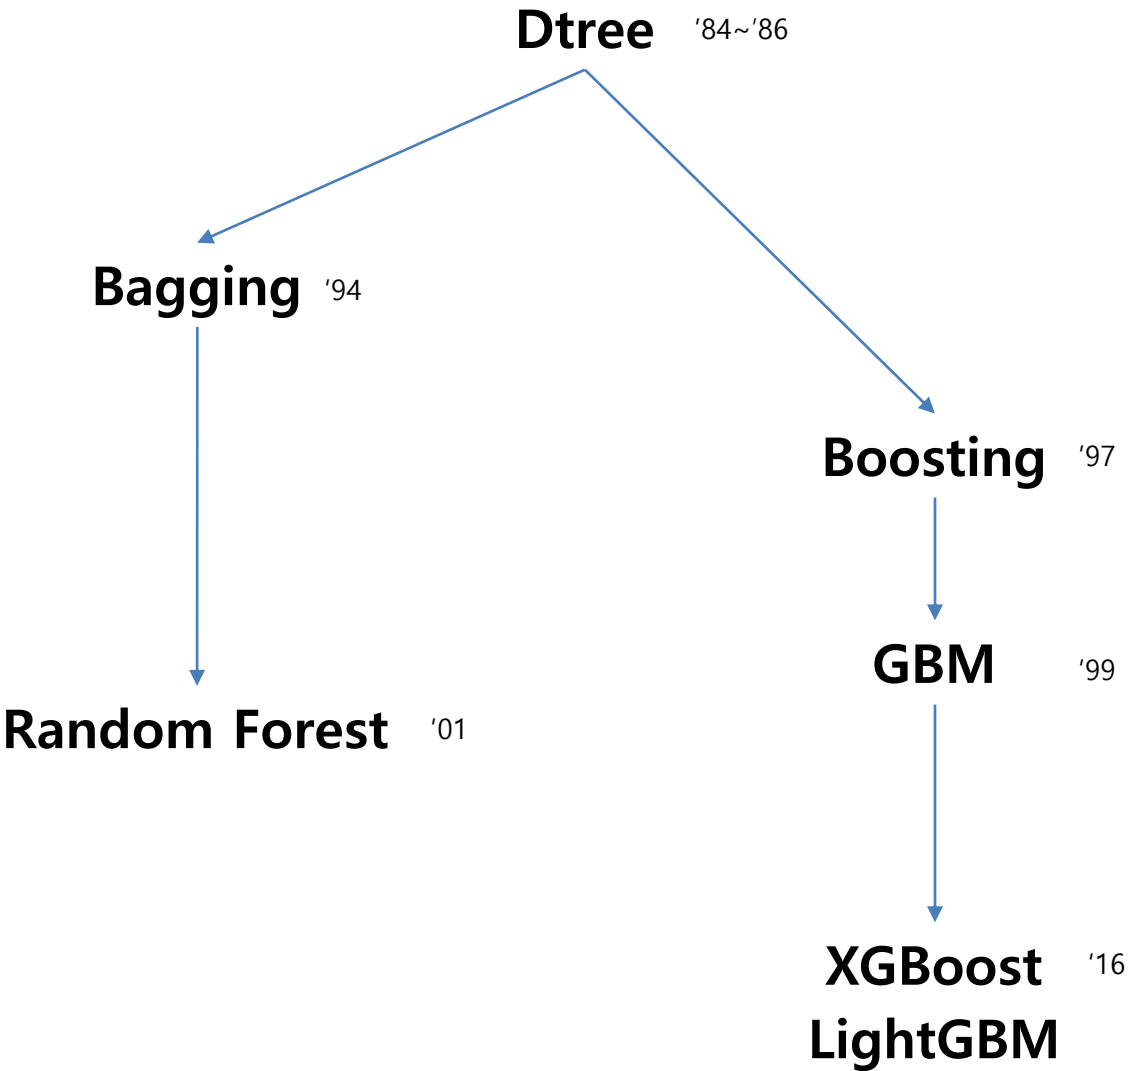 Dtree '84~'86
Bagging '94
Boosting '97
GBM '99
Random Forest '01
XGBoost '16
LightGBM